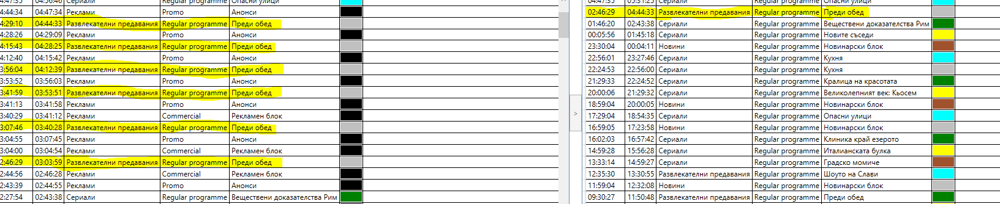 4:47:35 04:56:46 Сериали Regular programme Опасни улици
4:44:34 04:47:34 Реклами Promo Анонси
4:29:10 04:44:33 Развлекателни предавания Regular programme Преди обед
4:28:26 04:29:09 Реклами Promo Анонси
4:15:43 04:28:25 Развлекателни предавания Regular programme Преди обед
4:12:40 04:15:42 Реклами Promo Анонси
3:56:04 04:12:39 Развлекателни предавания Regular programme Преди обед
3:53:52 03:56:03 Реклами Promo Анонси
3:41:59 03:53:51 Развлекателни предавания Regular programme Преди обед
3:41:13 03:41:58 Реклами Promo Анонси
3:40:29 03:41:12 Реклами Commercial Рекламен блок
3:07:46 03:40:28 Развлекателни предавания Regular programme Преди обед
3:04:55 03:07:45 Реклами Promo Анонси
3:04:00 03:04:54 Реклами Commercial Рекламен блок
2:46:29 03:03:59 Развлекателни предавания Regular programme Преди обед
2:44:56 02:46:28 Реклами Commercial Рекламен блок
2:43:39 02:44:55 Реклами Promo Анонси
2:27:54 02:43:38 Сериали Regular programme Веществени доказателства Рим
>
04:47:35 05:31:25 Сериали Regular programme Опасни улици
02:46:29 04:44:33 Развлекателни предавания Regular programme Преди обед
01:46:20 02:43:38 Сериали Regular programme Веществени доказателства Рим
00:05:56 01:45:18 Сериали Regular programme Новите съседи
23:30:04 00:04:11 Новини Regular programme Новинарски блок
22:56:01 23:27:46 Сериали Regular programme Кухня
22:24:53 22:56:00 Сериали Regular programme Кухня
21:29:33 22:24:52 Сериали Regular programme Кралица на красотата
20:00:06 21:29:32 Сериали Regular programme Великолепният век: Кьосем
18:59:04 20:00:05 Новини Regular programme Новинарски блок
17:29:04 18:54:35 Сериали Regular programme Опасни улици
16:59:05 17:23:58 Новини Regular programme Новинарски блок
16:02:03 16:57:42 Сериали Regular programme Клиника край езерото
14:59:28 15:56:28 Сериали Regular programme Италианската булка
13:33:14 14:59:27 Сериали Regular programme Градско момиче
12:35:30 13:30:55 Развлекателни предавания Regular programme Шоуто на Слави
11:59:04 12:32:08 Новини Regular programme Новинарски блок
09:30:27 11:50:48 Развлекателни предавания Regular programme Преди обед